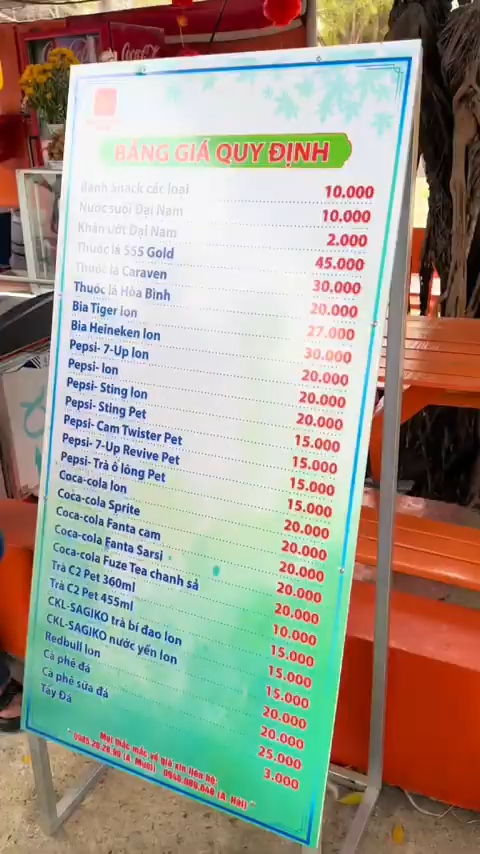 Coca-Cola
BẢNG GIÁ QUY ĐỊNH
Bánh snack các loại 10.000
Nước suối Đại Nam 10.000
Khăn ướt Đại Nam 2.000
Thuốc lá 555 Gold 45.000
Thuốc lá Caraven 30.000
Thuốc lá Hòa Bình 20.000
Bia Tiger lon 27.000
Bia Heineken lon 30.000
Pepsi- 7-Up lon 20.000
Pepsi- lon 20.000
Pepsi- Sting lon 20.000
Pepsi- Sting Pet 15.000
Pepsi- Cam Twister Pet 15.000
Pepsi- 7-Up Revive Pet 15.000
Pepsi- Trà ô lông Pet 15.000
Coca-cola lon 20.000
Coca-cola Sprite 20.000
Coca-cola Fanta cam 20.000
Coca-cola Fanta Sarsi 20.000
Coca-cola Fuze Tea chanh sả 20.000
Trà C2 Pet 360ml 10.000
Trà C2 Pet 455ml 15.000
CKL-SAGIKO trà bí đao lon 15.000
CKL-SAGIKO nước yến lon 15.000
Redbull lon 20.000
Cà phê đá 20.000
Cà phê sữa đá 25.000
Tẩy Đá 3.000
Mọi thắc mắc về giá xin liên hệ:
0985.28.28.90 (A. Mười) - 0948.680.648 (A. Hải)